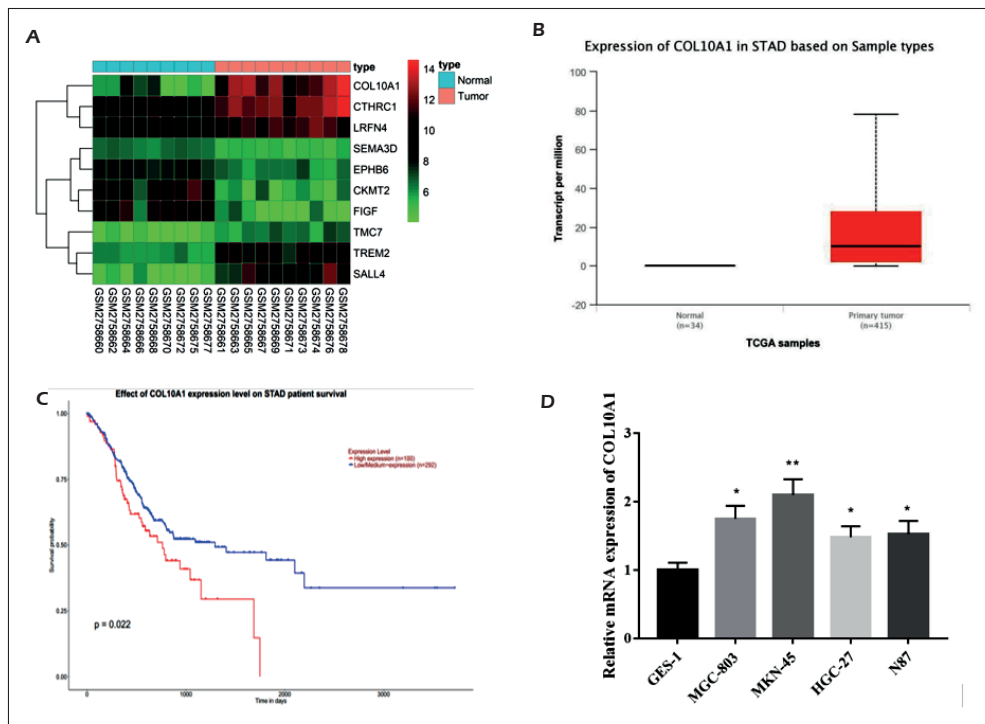 A
type
COL10A1
CTHRC1
LRFN4
SEMA3D
EPHB6
CKMT2
FIGF
TMC7
TREM2
SALL4
14
12
10
8
6
type
Normal
Tumor
GSM2758660
GSM2758662
GSM2758664
GSM2758666
GSM2758668
GSM2758670
GSM2758672
GSM2758675
GSM2758677
GSM2758661
GSM2758663
GSM2758665
GSM2758667
GSM2758669
GSM2758671
GSM2758673
GSM2758674
GSM2758676
GSM2758678
B
Expression of COL10A1 in STAD based on Sample types
Transcript per million
100
80
60
40
20
0
-20
Normal
(n=34)
Primary tumor
(n=415)
TCGA samples
C
Effect of COL10A1 expression level on STAD patient survival
Survival probability
1.00
0.75
0.50
0.25
0.00
Expression Level
High expression (n=100)
Low/Medium-expression (n=292)
p = 0.022
0
1000
2000
3000
Time in days
D
Relative mRNA expression of COL10A1
3
2
1
0
*
**
*
*
GES-1
MGC-803
MKN-45
HGC-27
N87